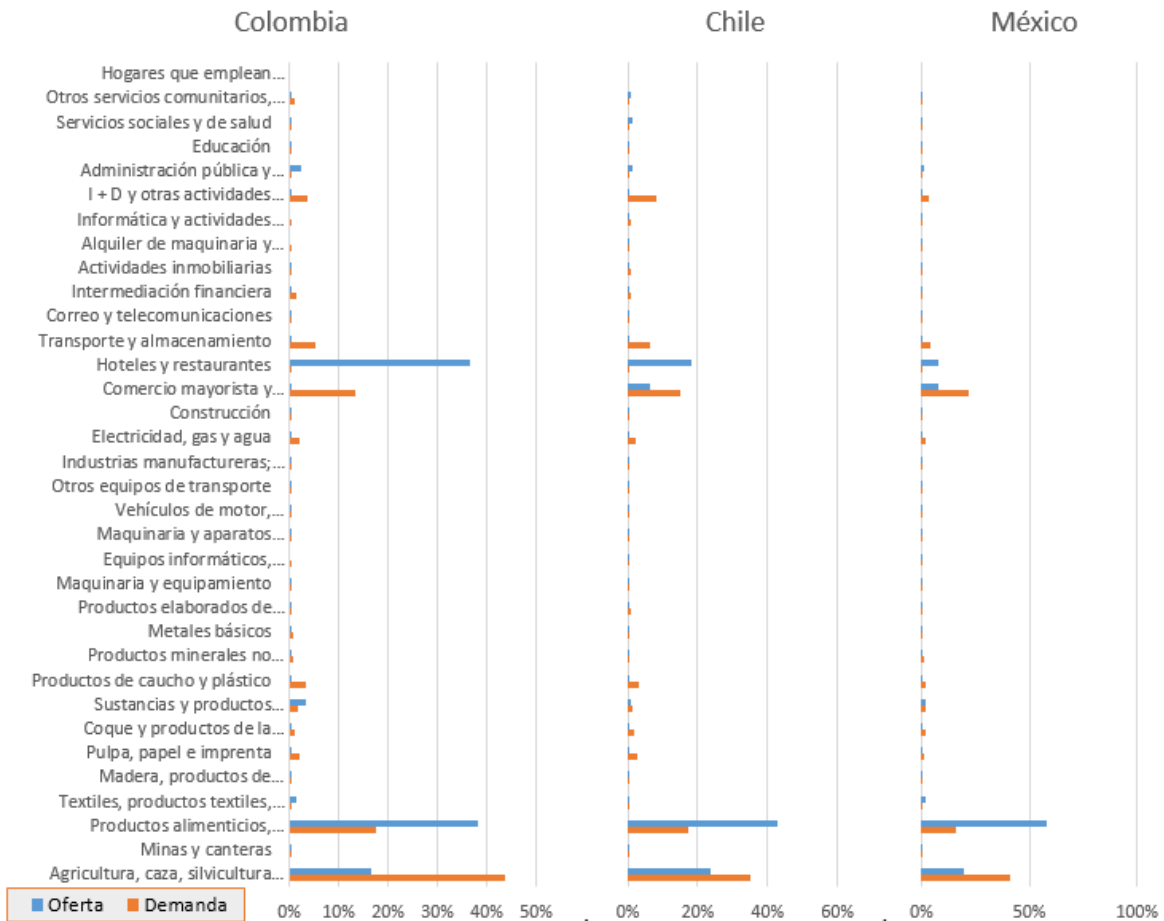 Colombia
Chile
México
Hogares que emplean...
Otros servicios comunitarios,...
Servicios sociales y de salud
Educación
Administración pública y...
I + D y otras actividades...
Informática y actividades...
Alquiler de maquinaria y...
Actividades inmobiliarias
Intermediación financiera
Correo y telecomunicaciones
Transporte y almacenamiento
Hoteles y restaurantes
Comercio mayorista y...
Construcción
Electricidad, gas y agua
Industrias manufactureras;...
Otros equipos de transporte
Vehículos de motor,...
Maquinaria y aparatos...
Equipos informáticos,...
Maquinaria y equipamiento
Productos elaborados de...
Metales básicos
Productos minerales no...
Productos de caucho y plástico
Sustancias y productos...
Coque y productos de la...
Pulpa, papel e imprenta
Madera, productos de...
Textiles, productos textiles,...
Productos alimenticios,...
Minas y canteras
Agricultura, caza, silvicultura...
Oferta Demanda
0% 10% 20% 30% 40% 50%
0% 20% 40% 60%
0% 50% 100%